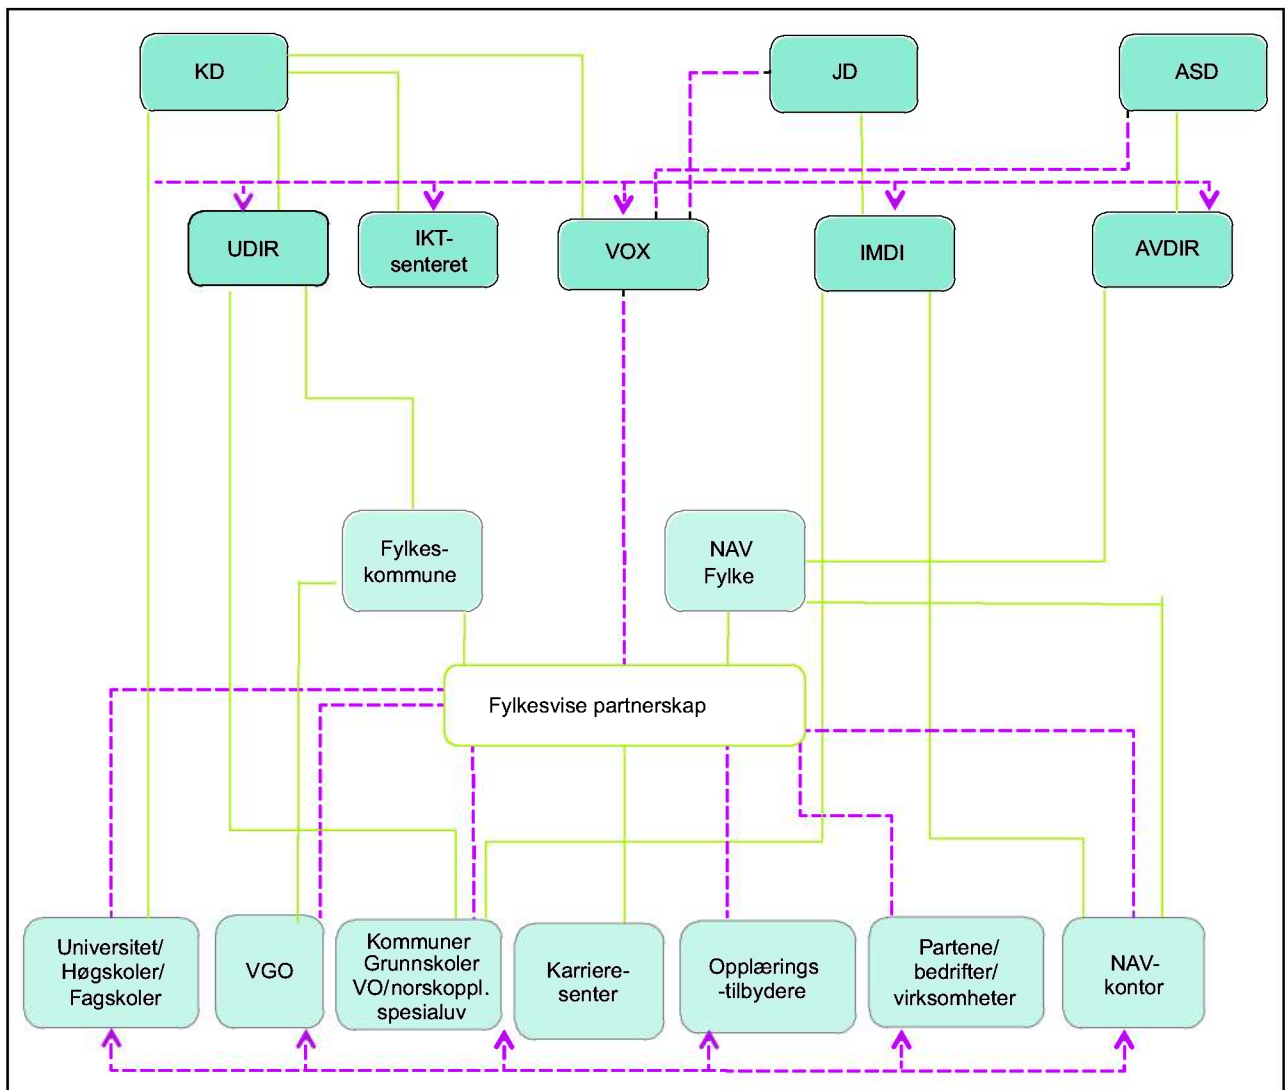 KD
JD
ASD
UDIR
IKT-
senteret
VOX
IMDI
AVDIR
Fylkes-
kommune
NAV
Fylke
Fylkesvise partnerskap
Universitet/
Høgskoler/
Fagskoler
VGO
Kommuner
Grunnskoler
VO/norskoppl.
spesialuv
Karriere-
senter
Opplærings
-tilbydere
Partene/
bedrifter/
virksomheter
NAV-
kontor